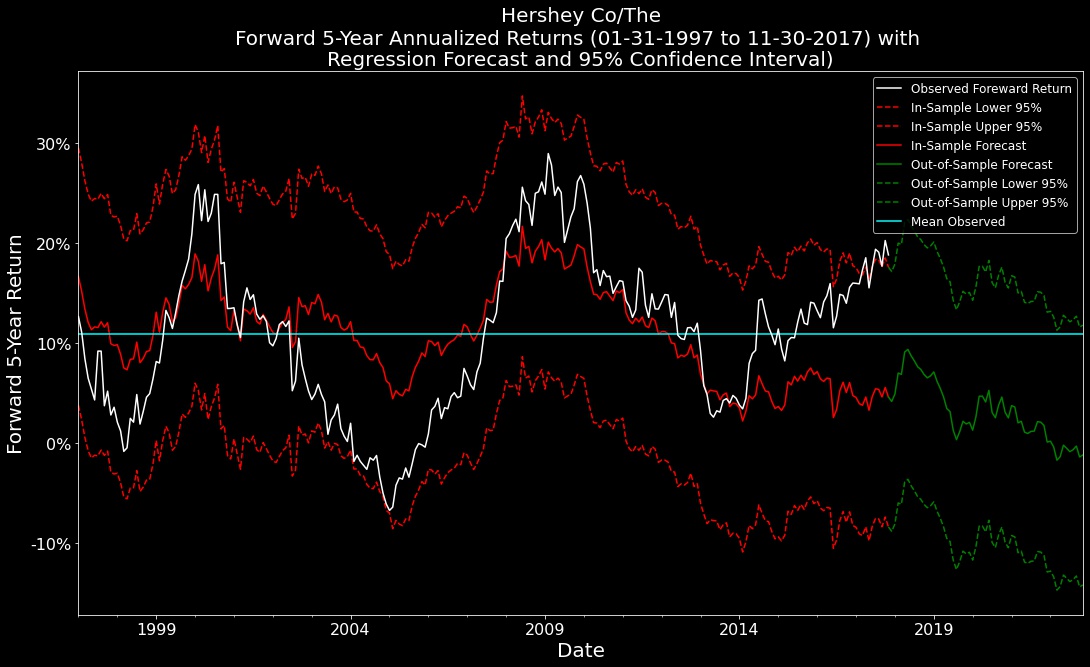 Hershey Co/The
Forward 5-Year Annualized Returns (01-31-1997 to 11-30-2017) with
Regression Forecast and 95% Confidence Interval)
Observed Foreward Return
In-Sample Lower 95%
In-Sample Upper 95%
In-Sample Forecast
Out-of-Sample Forecast
Out-of-Sample Lower 95%
Out-of-Sample Upper 95%
Mean Observed
Forward 5-Year Return
30%
20%
10%
0%
-10%
1999
2004
2009
2014
2019
Date